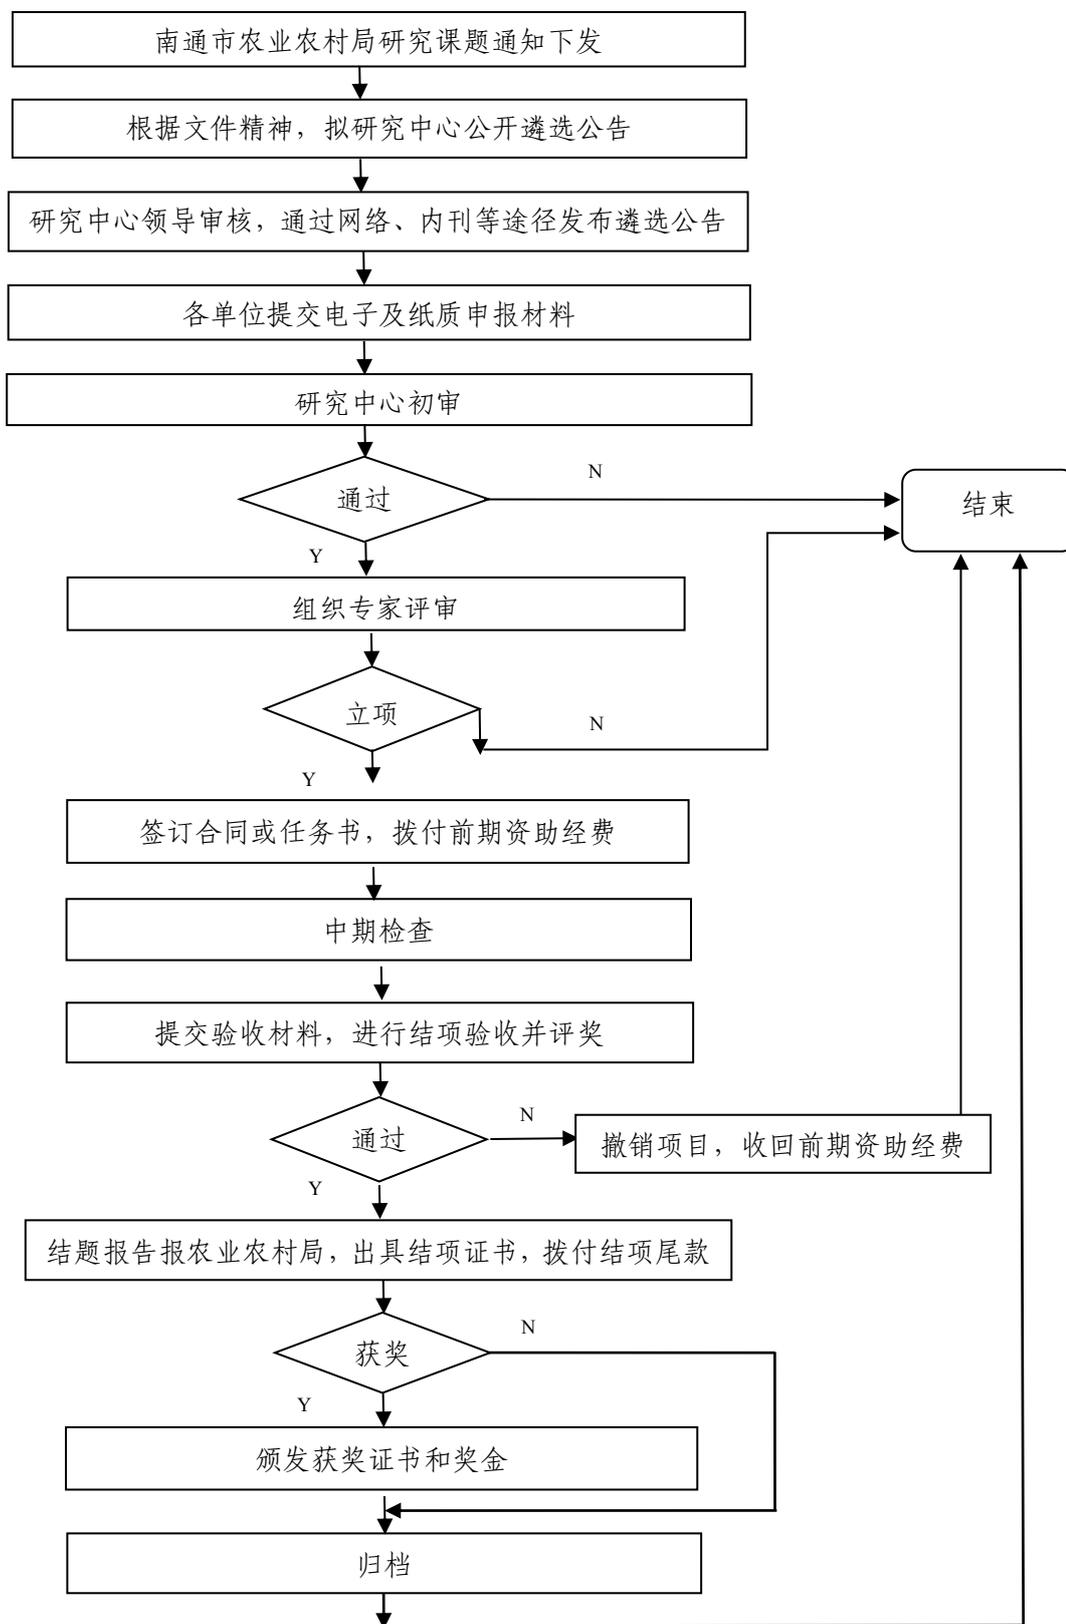 南通市农业农村局研究课题通知下发
根据文件精神，拟研究中心公开遴选公告
研究中心领导审核，通过网络、内刊等途径发布遴选公告
各单位提交电子及纸质申报材料
研究中心初审
N
通过
结束
Y
组织专家评审
立项
N
Y
签订合同或任务书，拨付前期资助经费
中期检查
提交验收材料，进行结项验收并评奖
通过
N
撤销项目，收回前期资助经费
Y
结题报告报农业农村局，出具结项证书，拨付结项尾款
N
获奖
Y
颁发获奖证书和奖金
归档